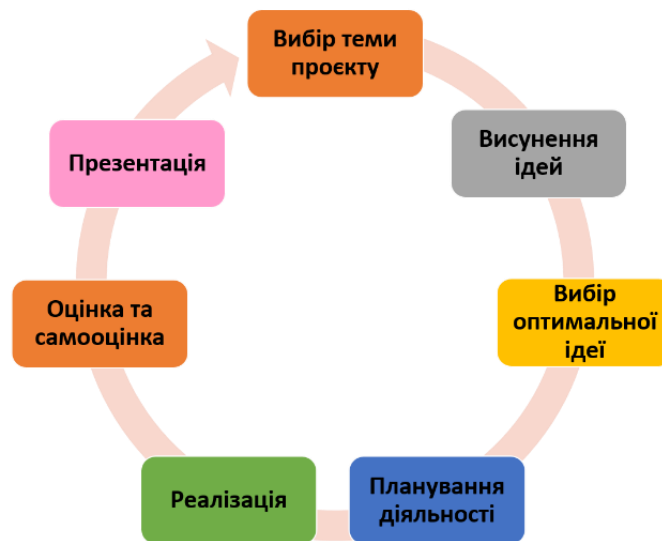 Вибір теми
проєкту
Висунення
ідей
Вибір
оптимальної
ідеї
Планування
діяльності
Реалізація
Оцінка та
самооцінка
Презентація